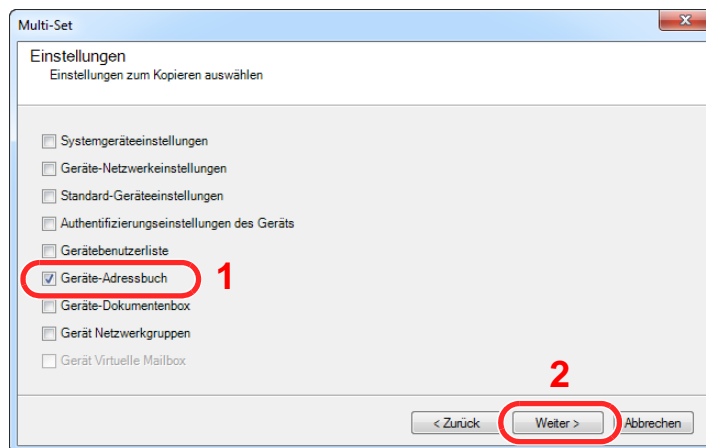 Multi-Set
Einstellungen
Einstellungen zum Kopieren auswählen
Systemgeräteeinstellungen
Geräte-Netzwerkeinstellungen
Standard-Geräteeinstellungen
Authentifizierungseinstellungen des Geräts
Gerätebenutzerliste
Geräte-Adressbuch 1
Geräte-Dokumentenbox
Gerät Netzwerkgruppen
Gerät Virtuelle Mailbox
2
< Zurück Weiter > Abbrechen